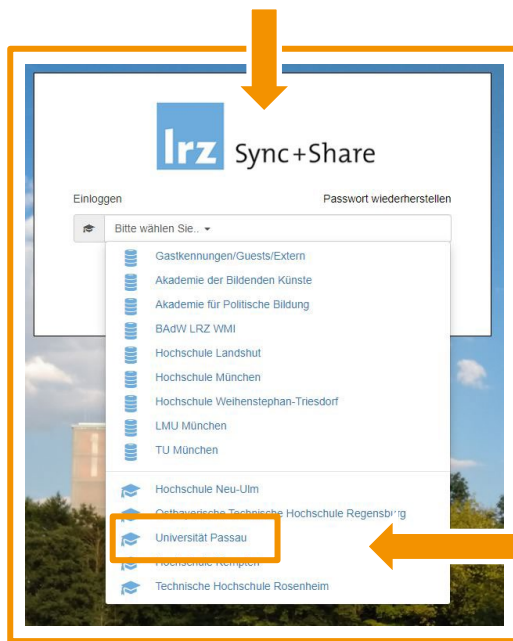 lrz Sync+Share
Einloggen Passwort wiederherstellen
Bitte wählen Sie..
Gastkennungen/Guests/Extern
Akademie der Bildenden Künste
Akademie für Politische Bildung
BAdW LRZ WMI
Hochschule Landshut
Hochschule München
Hochschule Weihenstephan-Triesdorf
LMU München
TU München
Hochschule Neu-Ulm
Ostbayerische Technische Hochschule Regensburg
Universität Passau
Hochschule Kempten
Technische Hochschule Rosenheim